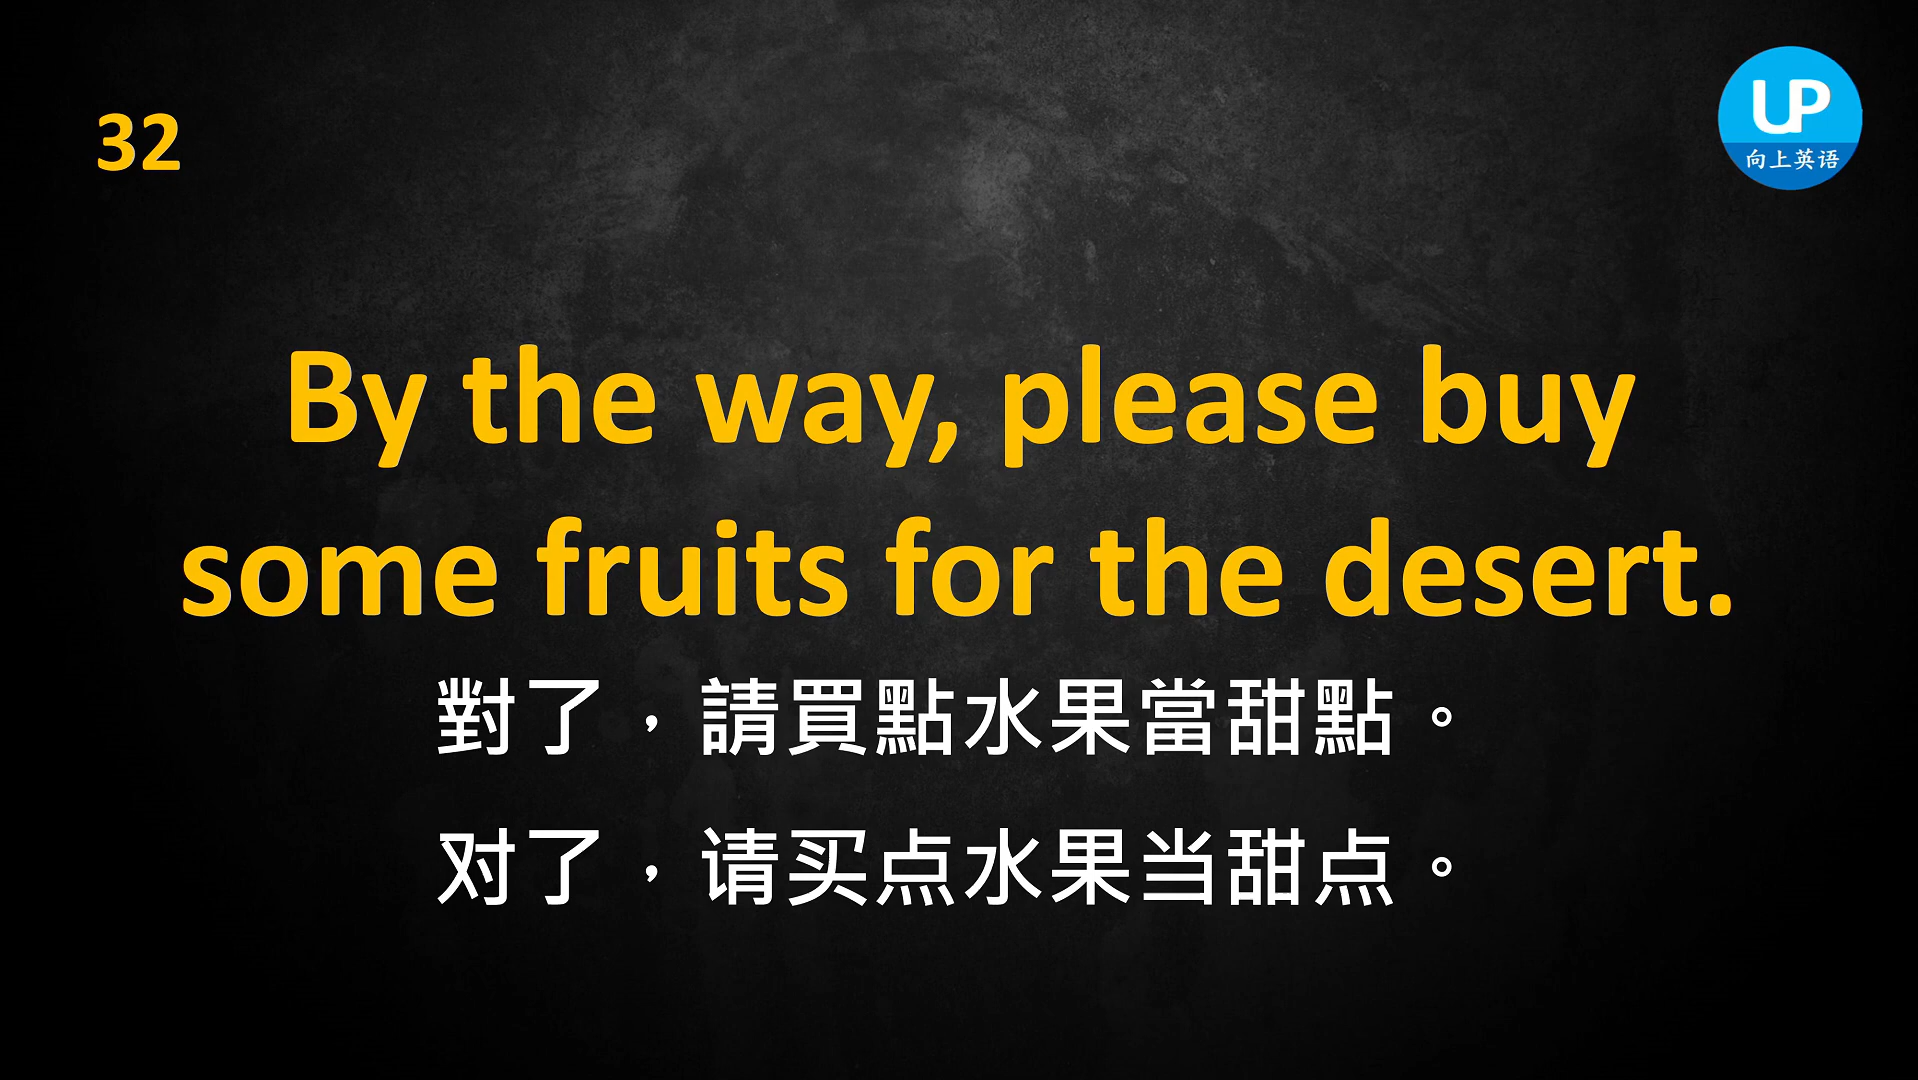 32
UP
向上英语
By the way, please buy
some fruits for the desert.
對了，請買點水果當甜點。
对了，请买点水果当甜点。